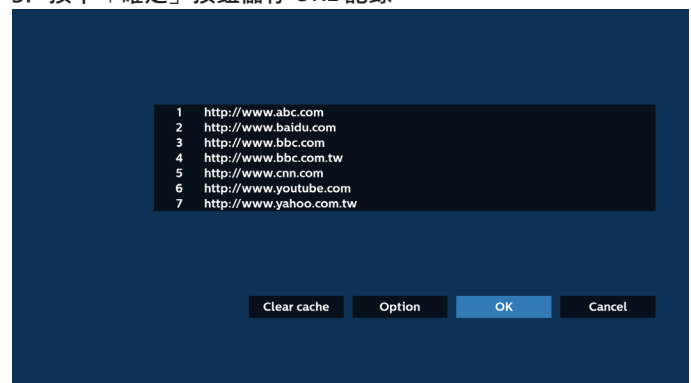 按下「確定」按鈕儲存 URL 記錄
1 http://www.abc.com
2 http://www.baidu.com
3 http://www.bbc.com
4 http://www.bbc.com.tw
5 http://www.cnn.com
6 http://www.youtube.com
7 http://www.yahoo.com.tw
Clear cache Option OK Cancel